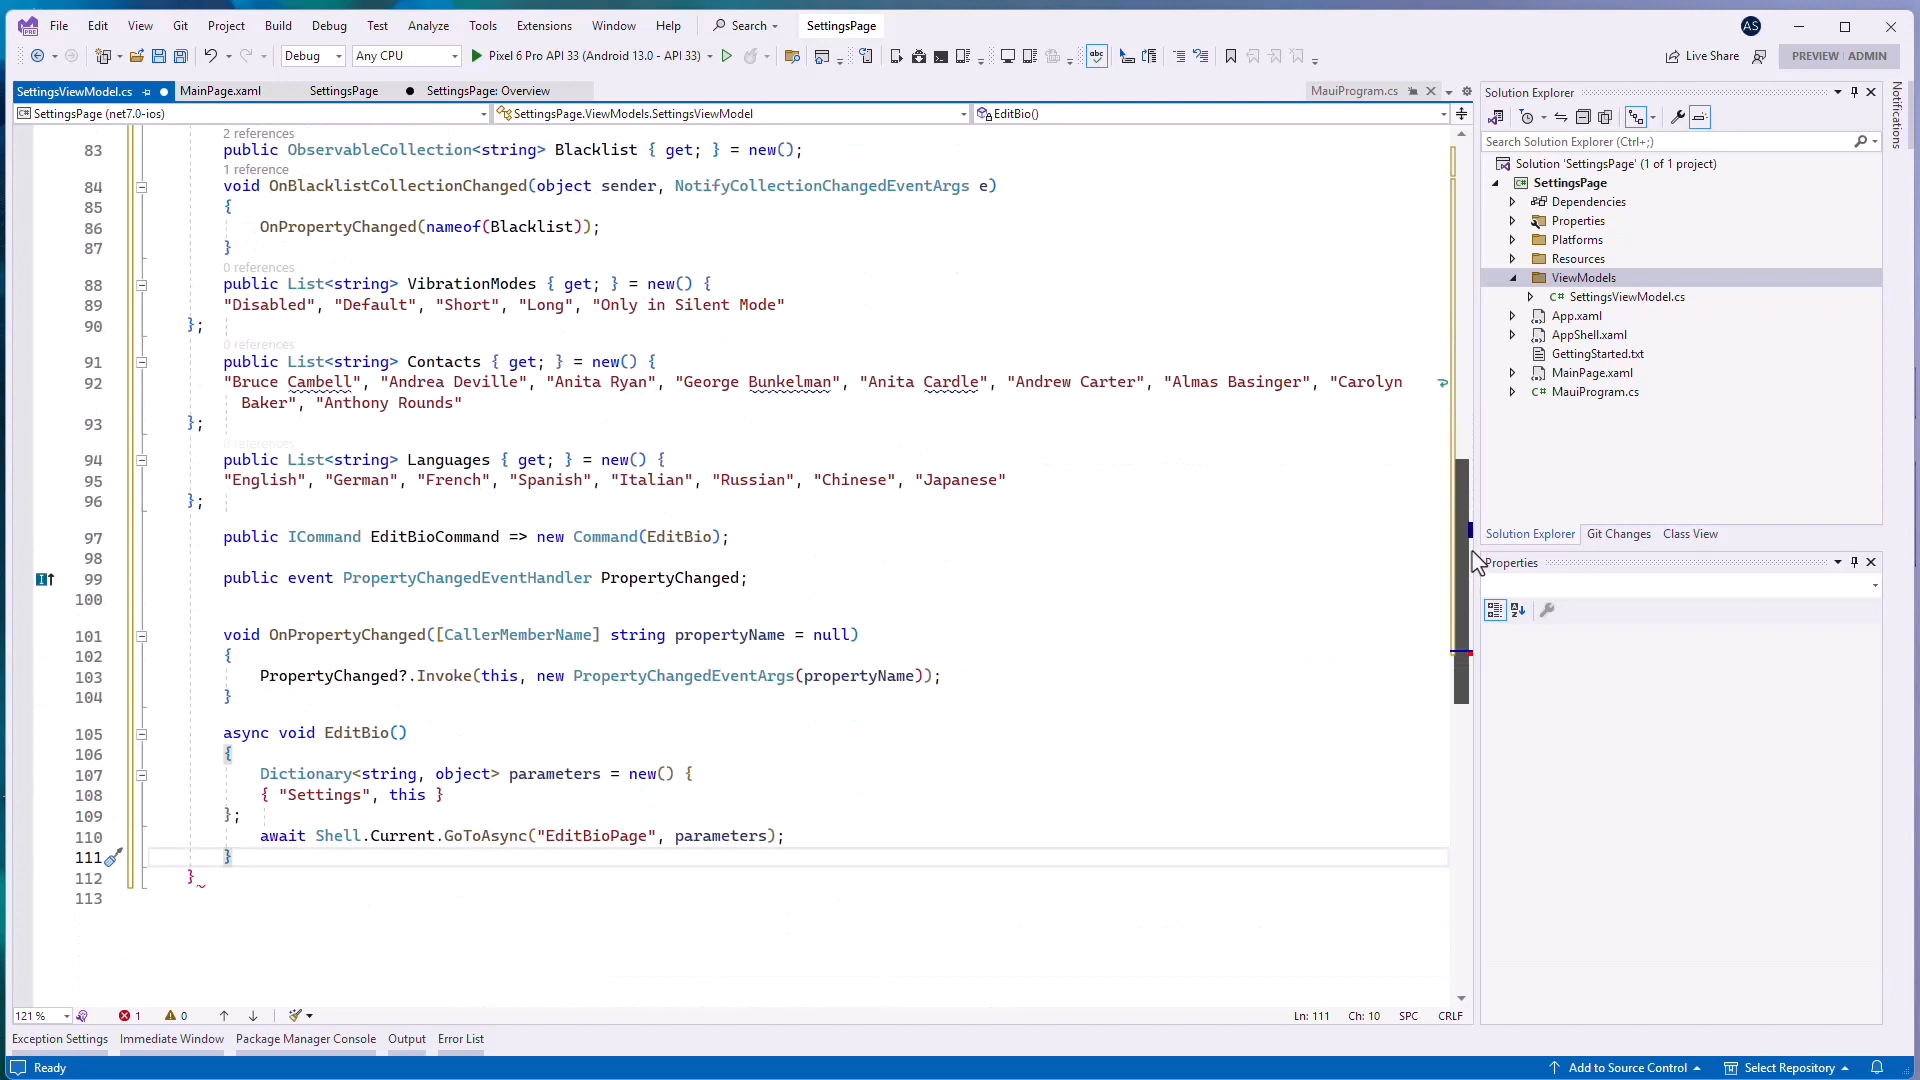 File Edit View Git Project Build Debug Test Analyze Tools Extensions Window Help Search SettingsPage AS
Debug Any CPU Pixel 6 Pro API 33 (Android 13.0 - API 33) Live Share PREVIEW ADMIN
SettingsViewModel.cs MainPage.xaml SettingsPage SettingsPage: Overview MauiProgram.cs
SettingsPage (net7.0-ios) SettingsPage.ViewModels.SettingsViewModel EditBio()
2 references
83 public ObservableCollection<string> Blacklist { get; } = new();
1 reference
84 void OnBlacklistCollectionChanged(object sender, NotifyCollectionChangedEventArgs e)
85 {
86 OnPropertyChanged(nameof(Blacklist));
87 }
0 references
88 public List<string> VibrationModes { get; } = new() {
89 "Disabled", "Default", "Short", "Long", "Only in Silent Mode"
90 };
0 references
91 public List<string> Contacts { get; } = new() {
92 "Bruce Cambell", "Andrea Deville", "Anita Ryan", "George Bunkelman", "Anita Cardle", "Andrew Carter", "Almas Basinger", "Carolyn
Baker", "Anthony Rounds"
93 };
0 references
94 public List<string> Languages { get; } = new() {
95 "English", "German", "French", "Spanish", "Italian", "Russian", "Chinese", "Japanese"
96 };
97 public ICommand EditBioCommand => new Command(EditBio);
98
99 public event PropertyChangedEventHandler PropertyChanged;
100
101 void OnPropertyChanged([CallerMemberName] string propertyName = null)
102 {
103 PropertyChanged?.Invoke(this, new PropertyChangedEventArgs(propertyName));
104 }
105 async void EditBio()
106 {
107 Dictionary<string, object> parameters = new() {
108 { "Settings", this }
109 };
110 await Shell.Current.GoToAsync("EditBioPage", parameters);
111 }
112 }
113
121 % 1 0 Ln: 111 Ch: 10 SPC CRLF
Exception Settings Immediate Window Package Manager Console Output Error List
Ready Add to Source Control Select Repository
Solution Explorer
Search Solution Explorer (Ctrl+;)
Solution 'SettingsPage' (1 of 1 project)
SettingsPage
Dependencies
Properties
Platforms
Resources
ViewModels
C# SettingsViewModel.cs
App.xaml
AppShell.xaml
GettingStarted.txt
MainPage.xaml
C# MauiProgram.cs
Solution Explorer Git Changes Class View
Properties
Notifications